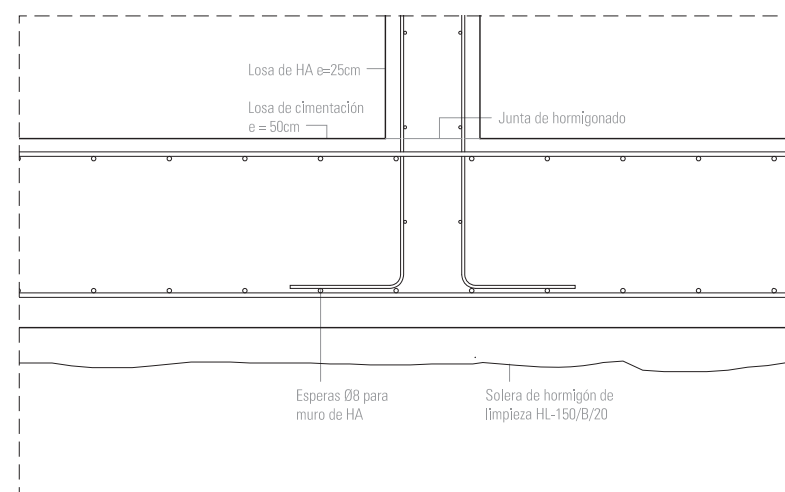 Losa de HA e=25cm
Losa de cimentación
e = 50cm
Junta de hormigonado
Esperas Ø8 para
muro de HA
Solera de hormigón de
limpieza HL-150/B/20